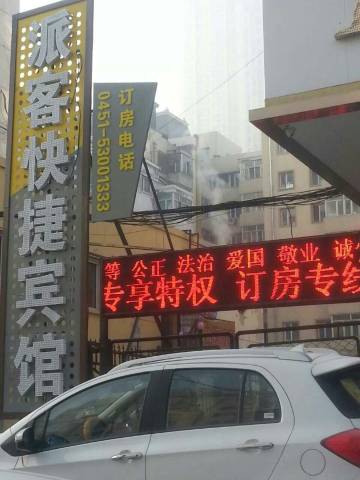 派客快捷宾馆
订房电话
0451-53001333
等 公正 法治 爱国 敬业 诚
专享特权 订房专线